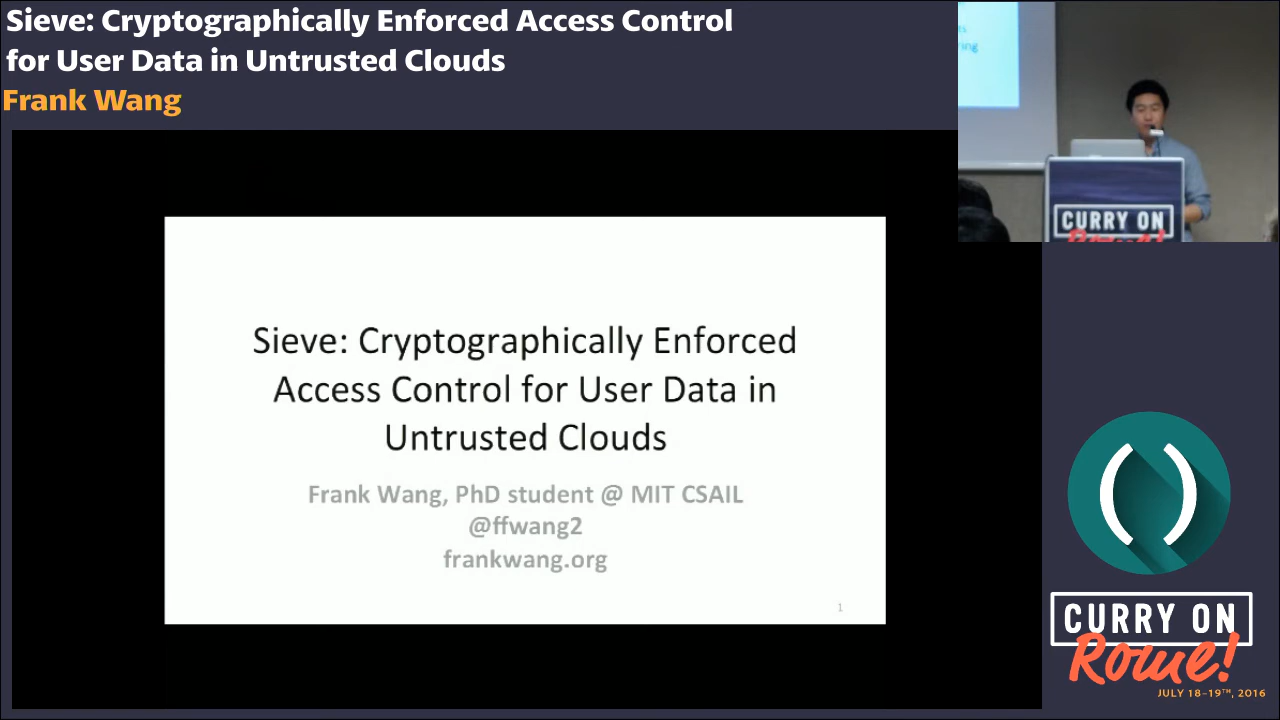 Sieve: Cryptographically Enforced Access Control
for User Data in Untrusted Clouds
Frank Wang
CURRY ON
Rome!
Sieve: Cryptographically Enforced
Access Control for User Data in
Untrusted Clouds
Frank Wang, PhD student @ MIT CSAIL
@ffwang2
frankwang.org
1
( )
CURRY ON
Rome!
JULY 18-19TH, 2016